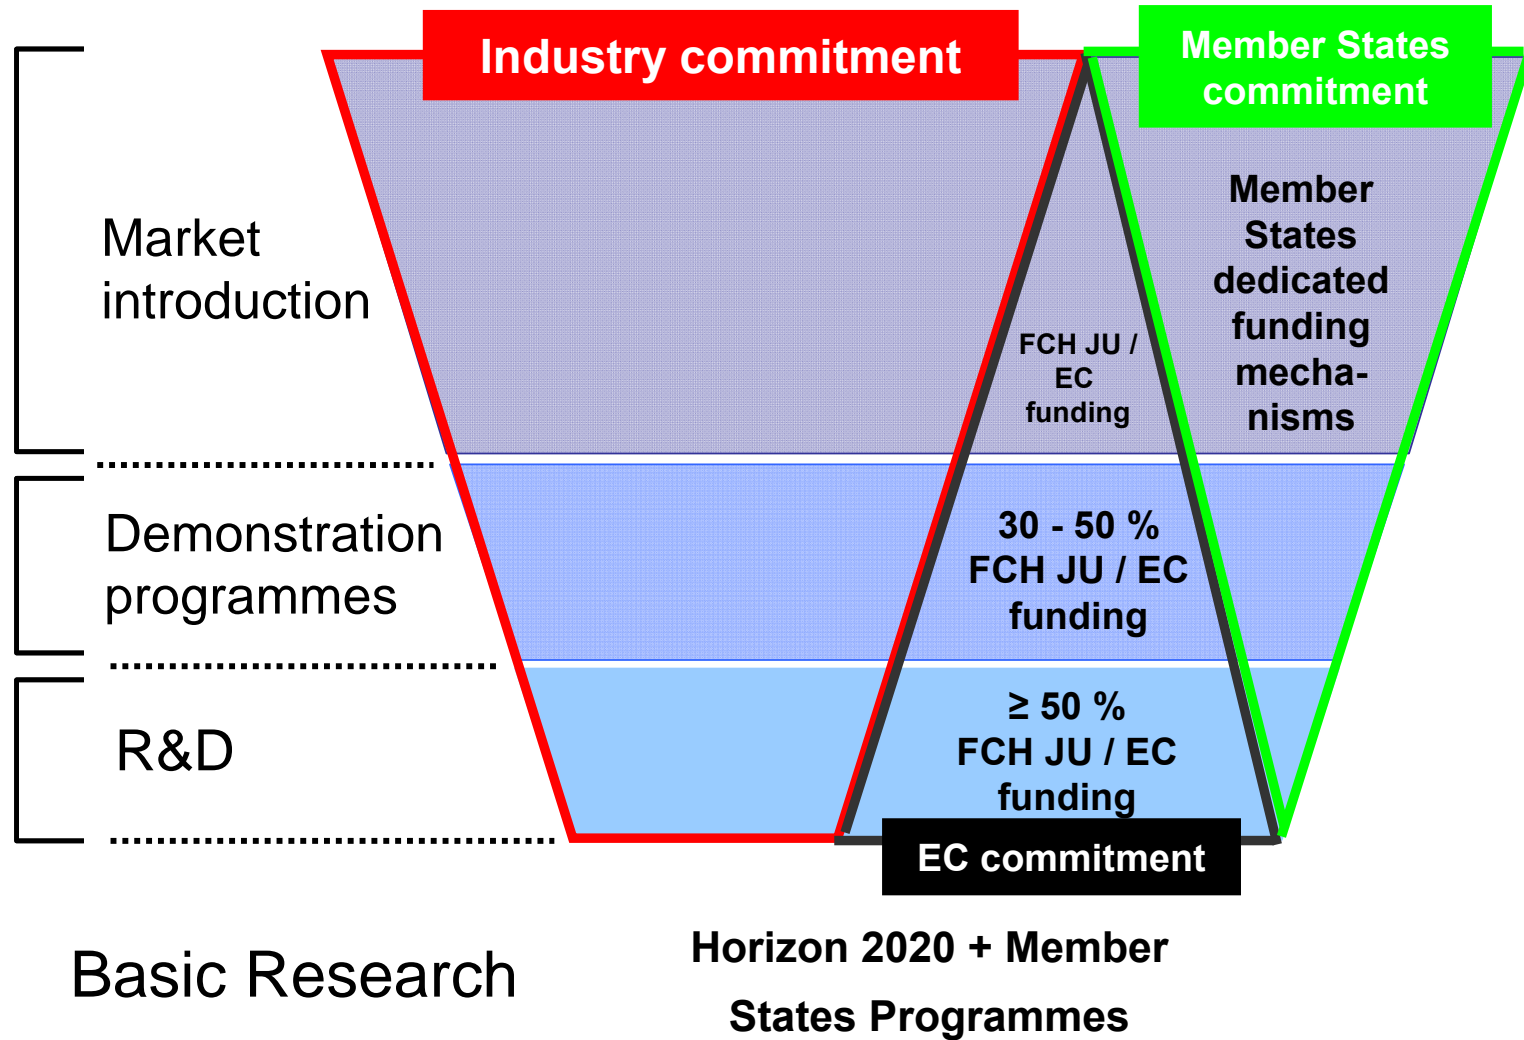 Industry commitment
Member States
commitment
Market
introduction
Member
States
dedicated
funding
mecha-
nisms
FCH JU /
EC
funding
Demonstration
programmes
30 - 50 %
FCH JU / EC
funding
R&D
≥ 50 %
FCH JU / EC
funding
EC commitment
Basic Research
Horizon 2020 + Member
States Programmes